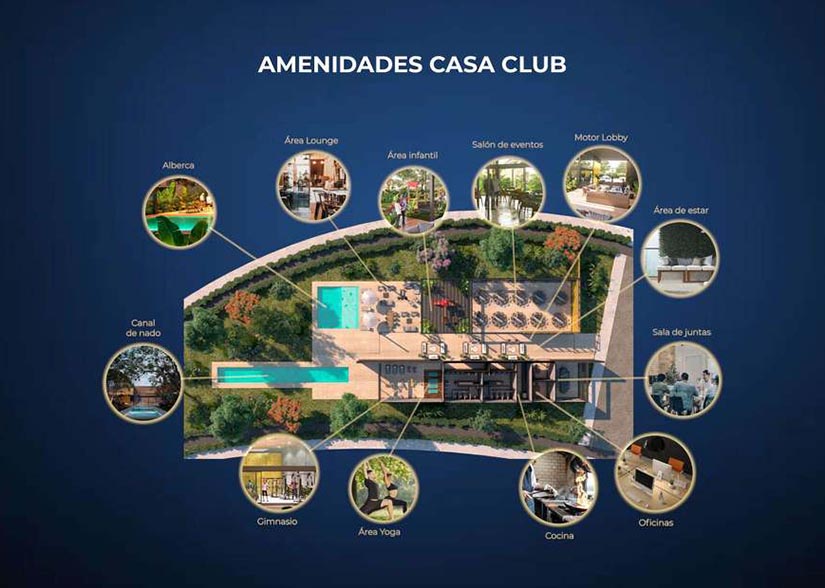 AMENIDADES CASA CLUB
Alberca
Área Lounge
Área infantil
Salón de eventos
Motor Lobby
Área de estar
Canal
de nado
Sala de juntas
Gimnasio
Área Yoga
Cocina
Oficinas